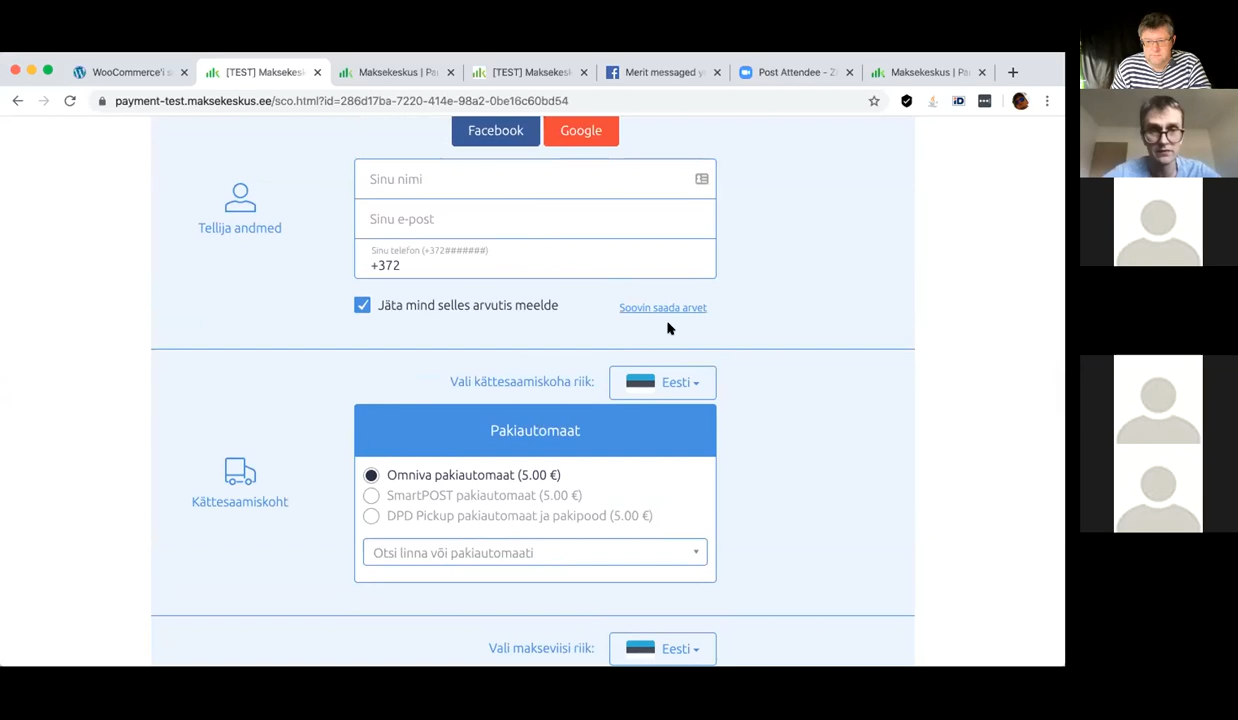 WooCommerce'i s
[TEST] Maksekesk
Maksekeskus | Pa
[TEST] Maksekesk
Merit messaged y
Post Attendee - Z
Maksekeskus | Pa
payment-test.maksekeskus.ee/sco.html?id=286d17ba-7220-414e-98a2-0be16c60bd54
Facebook
Google
Tellija andmed
Sinu nimi
Sinu e-post
Sinu telefon (+372#######)
+372
Jäta mind selles arvutis meelde
Soovin saada arvet
Vali kättesaamiskoha riik:
Eesti
Kättesaamiskoht
Pakiautomaat
Omniva pakiautomaat (5.00 €)
SmartPOST pakiautomaat (5.00 €)
DPD Pickup pakiautomaat ja pakipood (5.00 €)
Otsi linna või pakiautomaati
Vali makseviisi riik:
Eesti